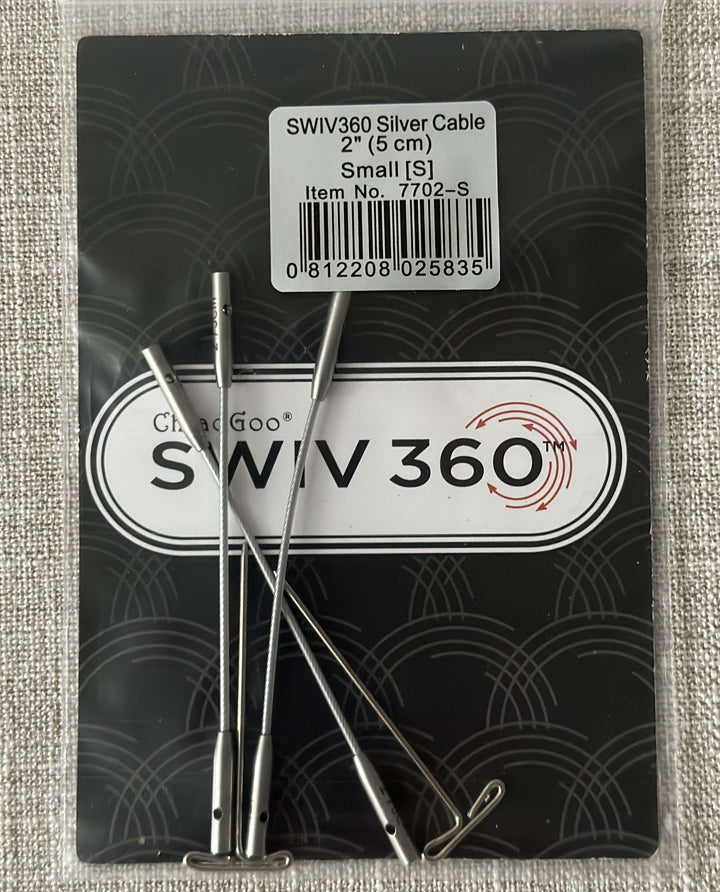 SWIV360 Silver Cable
2" (5 cm)
Small [S]
Item No. 7702-S
0 812208 025835
ChiaoGoo®
SWIV 360™